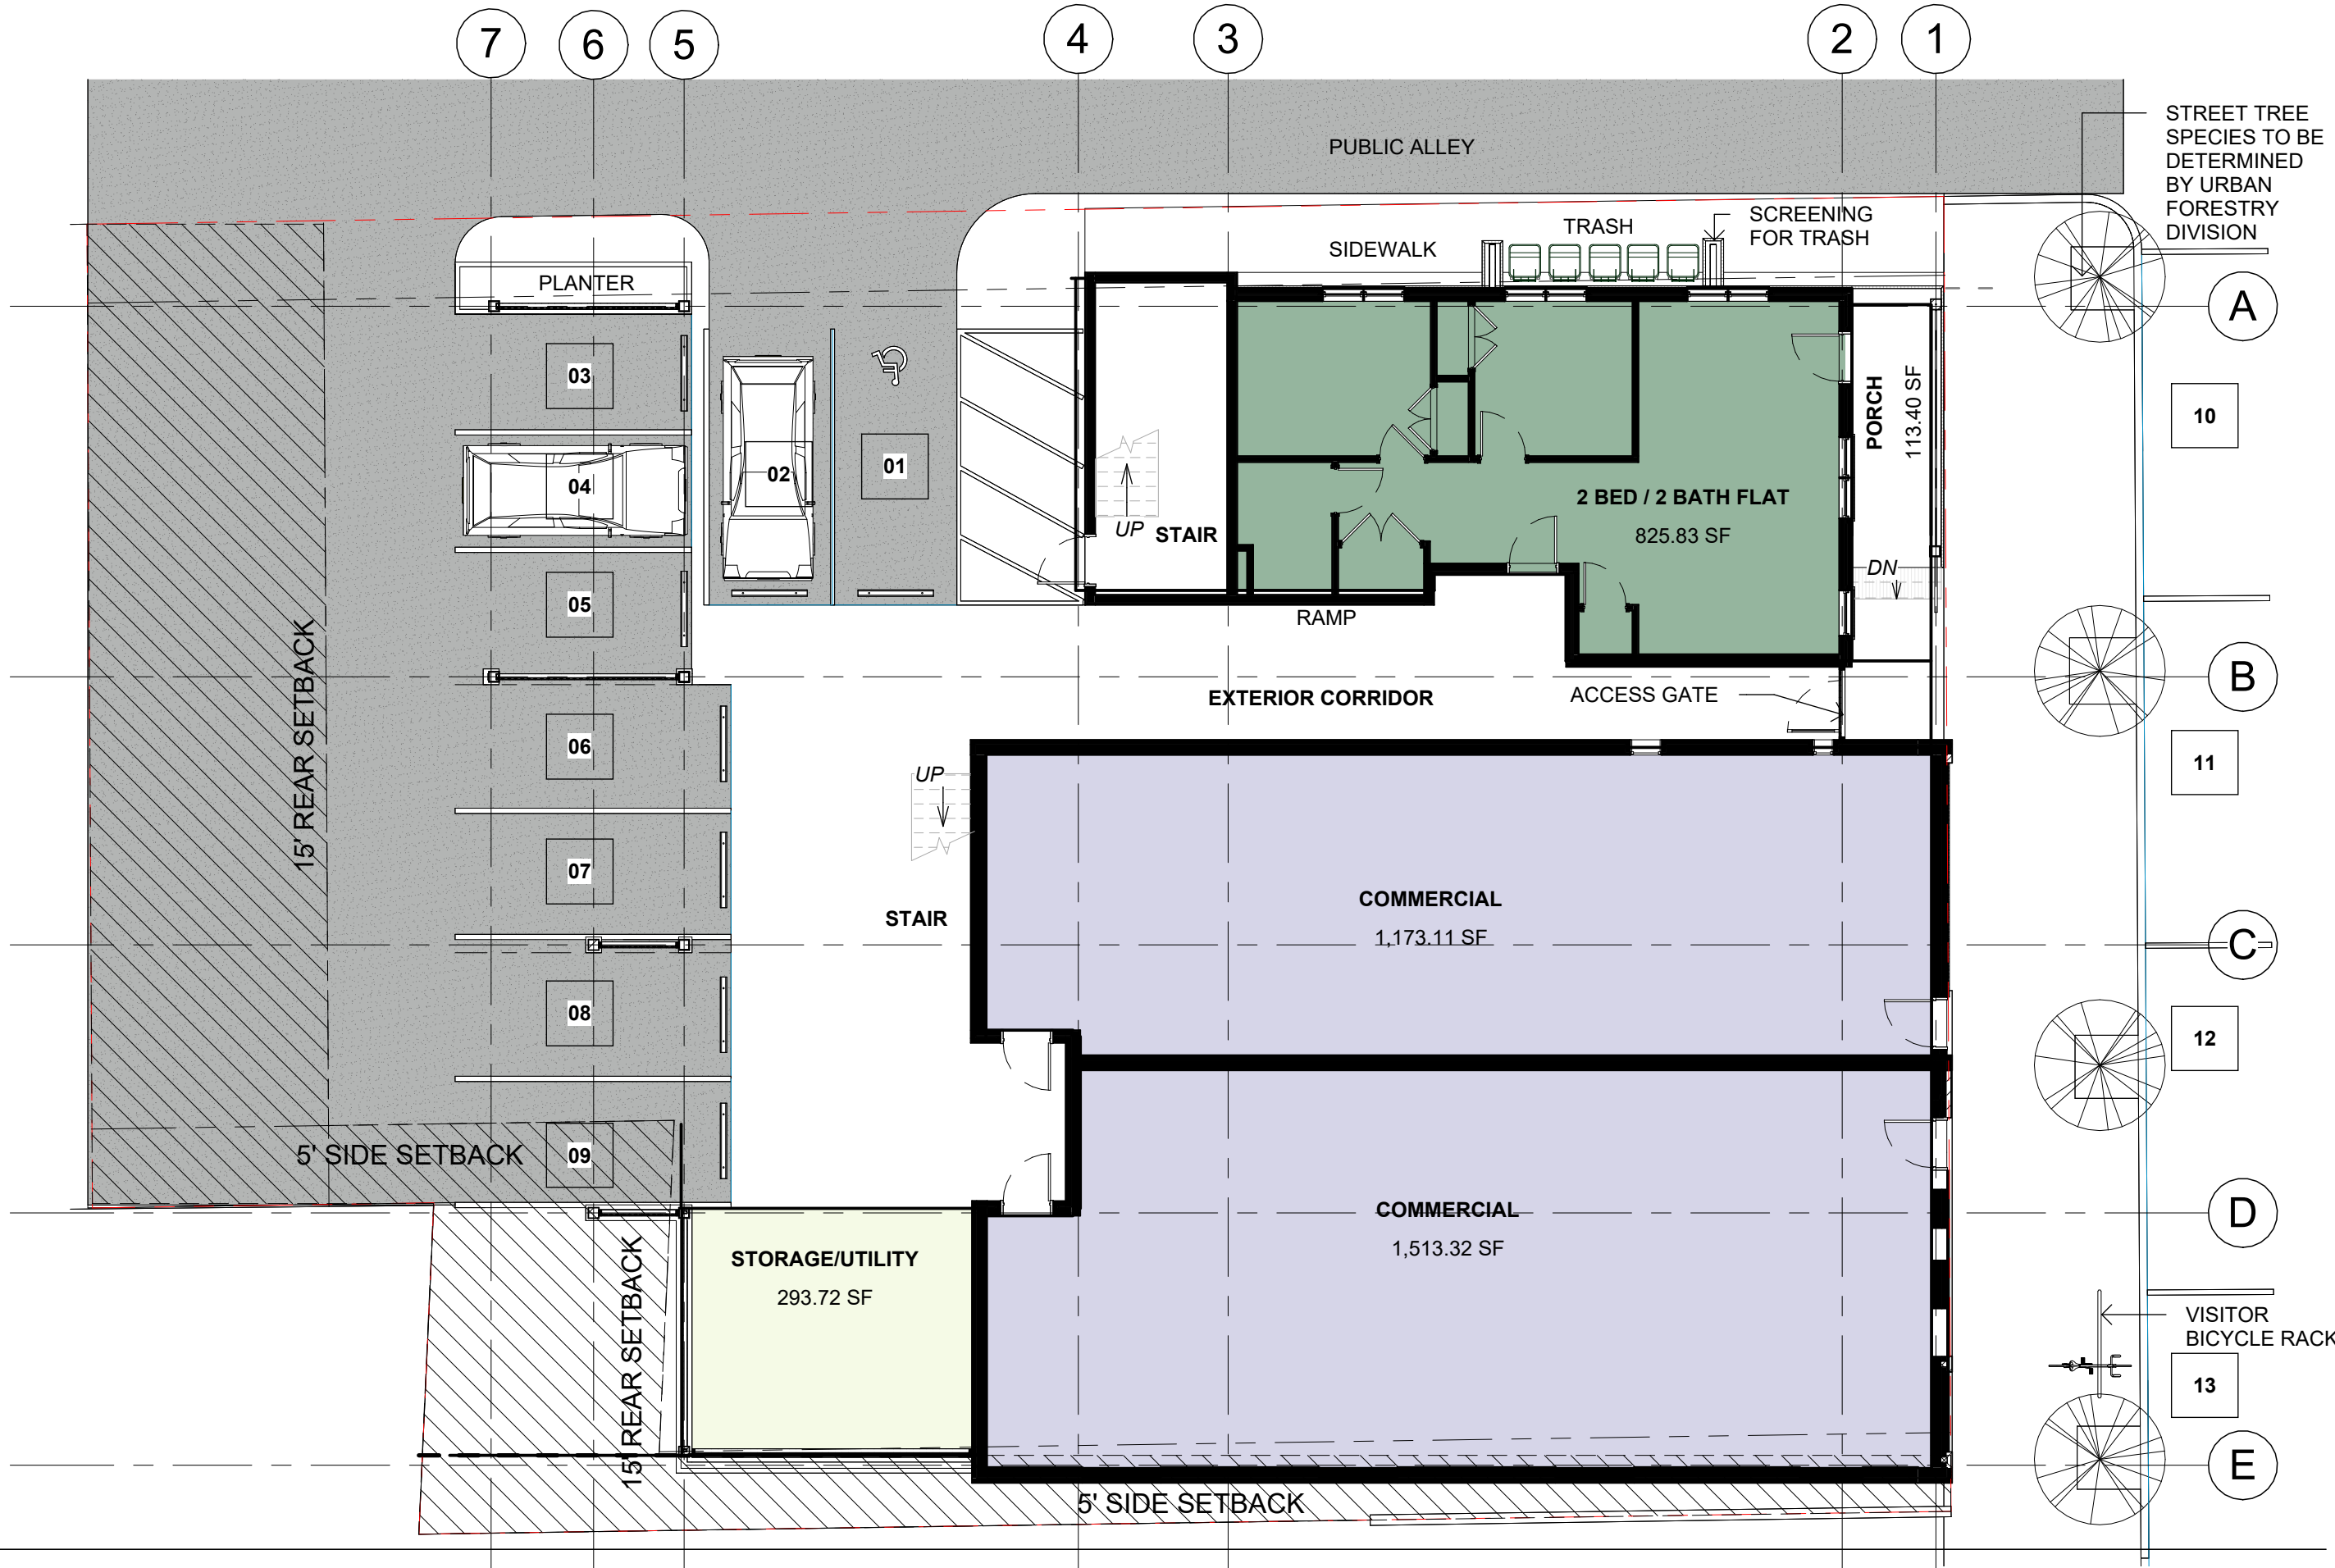 7
6
5
4
3
2
1
STREET TREE
SPECIES TO BE
DETERMINED
BY URBAN
FORESTRY
DIVISION
PUBLIC ALLEY
TRASH
SCREENING
FOR TRASH
SIDEWALK
PLANTER
A
03
10
PORCH
113.40 SF
01
02
04
2 BED / 2 BATH FLAT
825.83 SF
UP
STAIR
DN
05
RAMP
15' REAR SETBACK
B
EXTERIOR CORRIDOR
ACCESS GATE
06
11
UP
07
COMMERCIAL
1,173.11 SF
STAIR
C
08
12
5' SIDE SETBACK
09
COMMERCIAL
1,513.32 SF
D
STORAGE/UTILITY
293.72 SF
15' REAR SETBACK
VISITOR
BICYCLE RACK
13
E
5' SIDE SETBACK